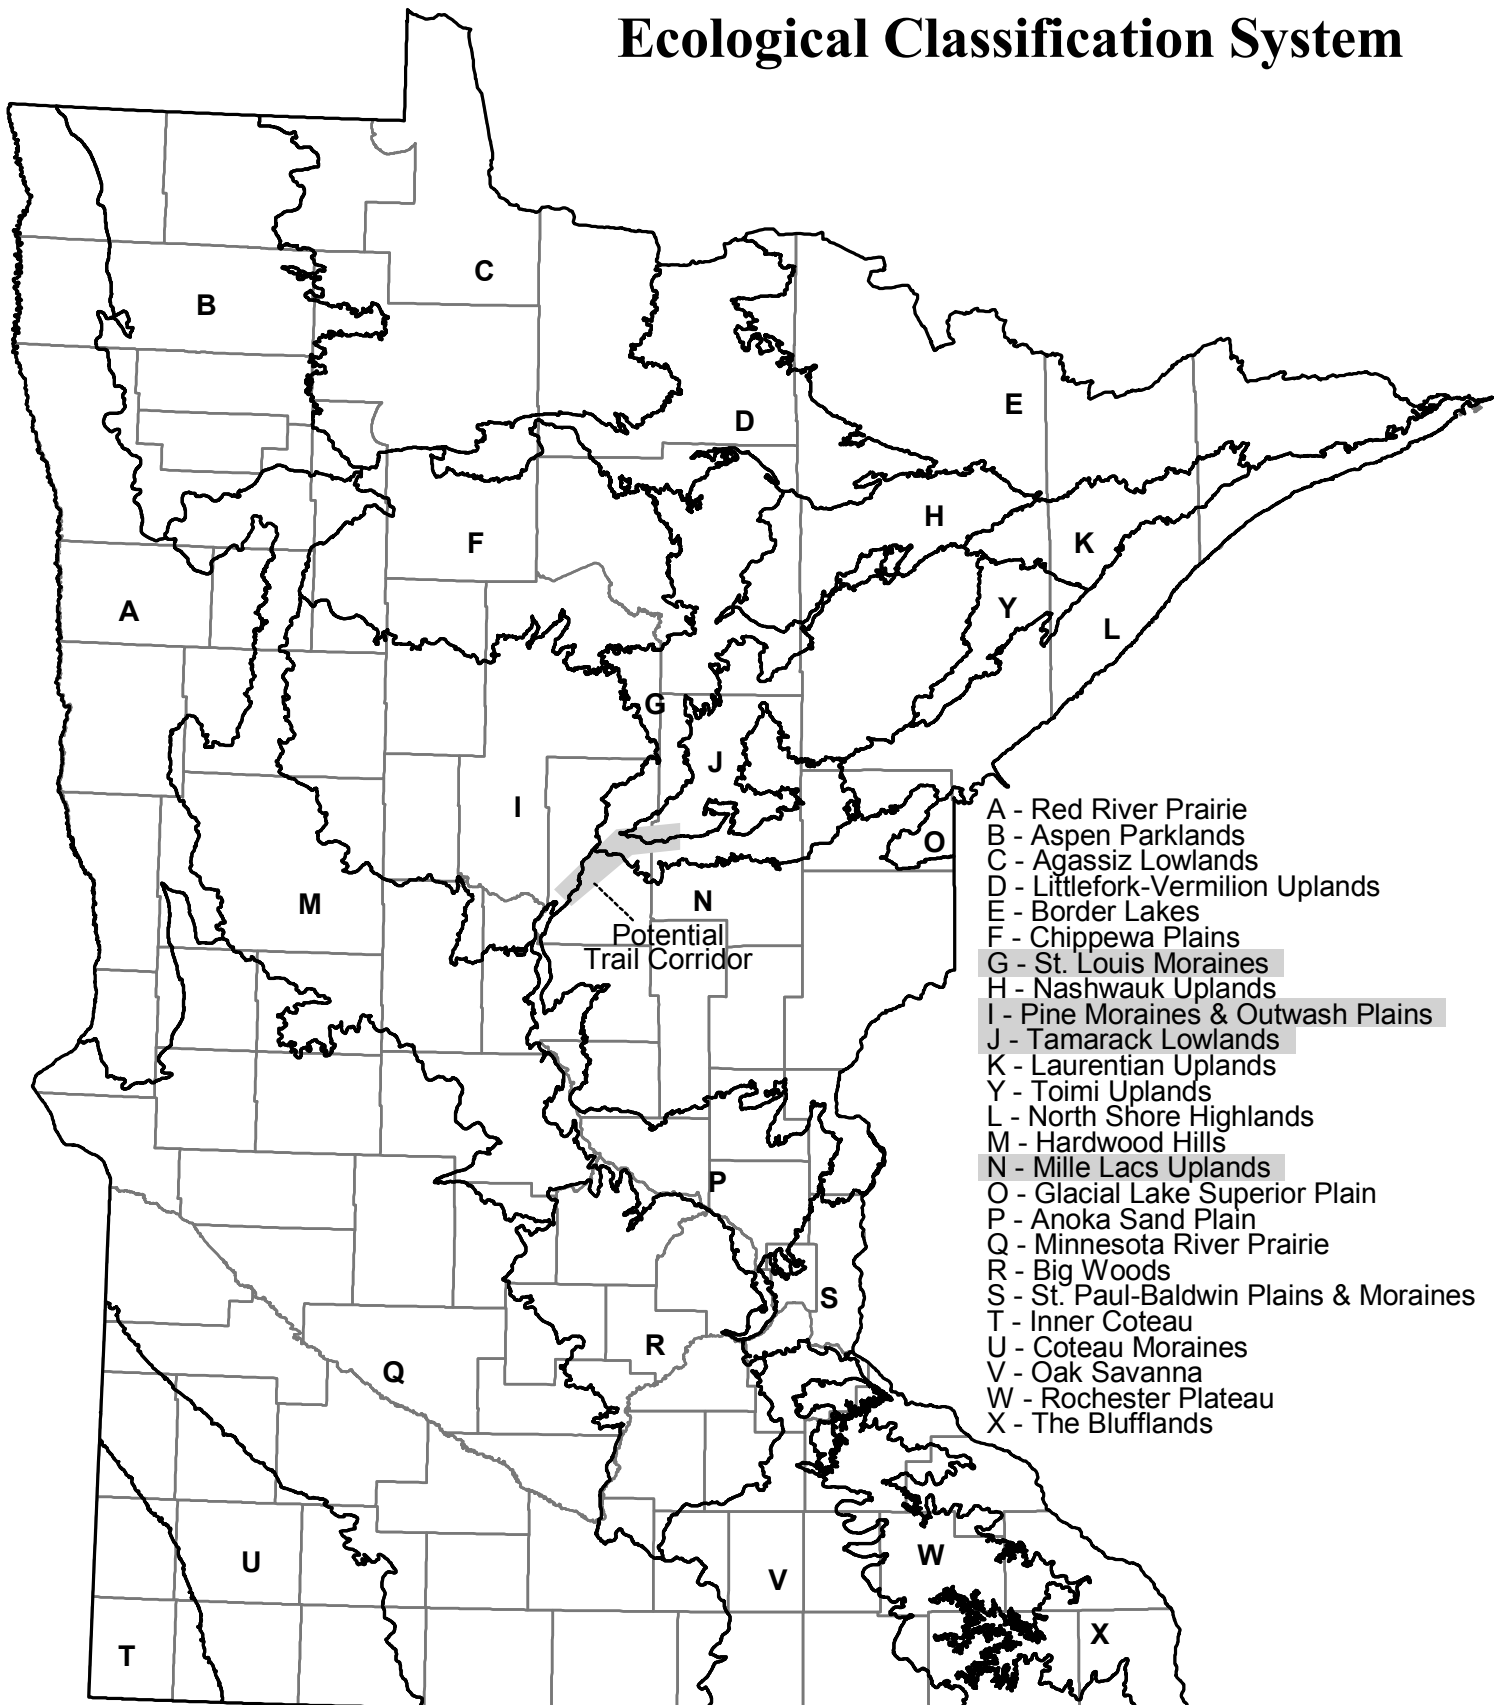 Ecological Classification System
C
B
E
D
H
F
K
A
Y
L
G
J
I
A - Red River Prairie
B - Aspen Parklands
O
C - Agassiz Lowlands
D - Littlefork-Vermilion Uplands
M
N
E - Border Lakes
Potential
Trail Corridor
F - Chippewa Plains
G - St. Louis Moraines
H - Nashwauk Uplands
I - Pine Moraines & Outwash Plains
J - Tamarack Lowlands
K - Laurentian Uplands
Y - Toimi Uplands
L - North Shore Highlands
M - Hardwood Hills
N - Mille Lacs Uplands
P
O - Glacial Lake Superior Plain
P - Anoka Sand Plain
Q - Minnesota River Prairie
R - Big Woods
S
S - St. Paul-Baldwin Plains & Moraines
T - Inner Coteau
R
U - Coteau Moraines
Q
V - Oak Savanna
W - Rochester Plateau
X - The Blufflands
U
W
V
T
X